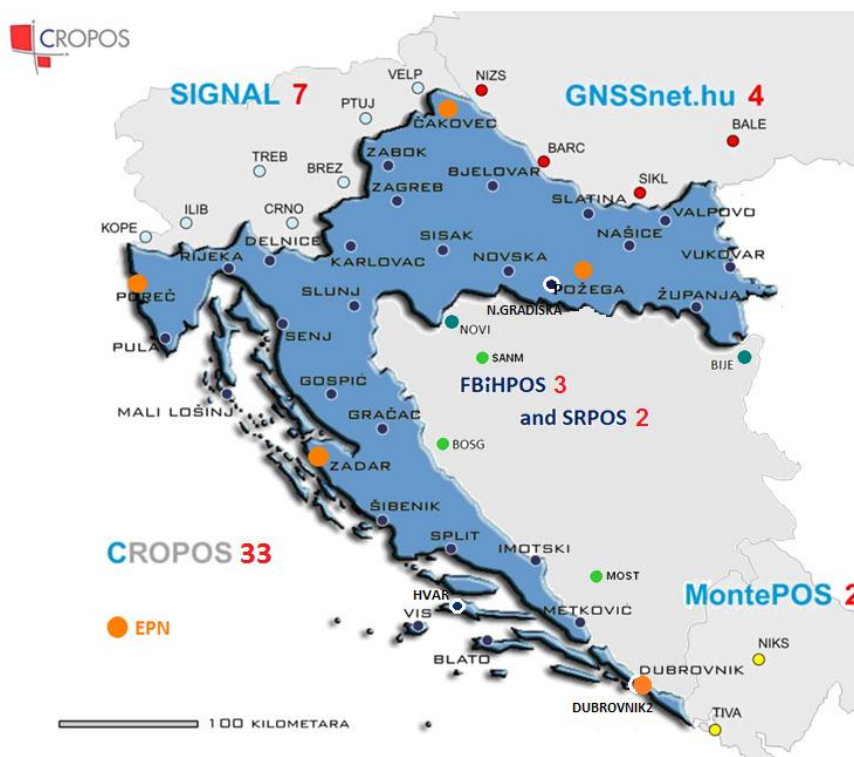 CROPOS
VELP
NIZS
SIGNAL 7
GNSSnet.hu 4
PTUJ
ČAKOVEC
BALE
BARC
ZABOK
TREB
BREZ
BJELOVAR
SIKL
ZAGREB
SLATINA
ILIB
CRNO
VALPOVO
KOPE
DELNICE
SISAK
NAŠICE
RIJEKA
KARLOVAC
NOVSKA
VUKOVAR
POREČ
SLUNJ
POŽEGA
ŽUPANJA
N.GRADIŠKA
PULA
SENJ
NOVI
SANM
BIJE
GOSPIĆ
FBiHPOS 3
MALI LOŠINJ
GRAČAC
and SRPOS 2
BOSG
ZADAR
ŠIBENIK
SPLIT
IMOTSKI
CROPOS 33
MOST
HVAR
MontePOS 2
VIS
METKOVIĆ
EPN
NIKS
BLATO
DUBROVNIK
DUBROVNIK2
TIVA
100 KILOMETARA